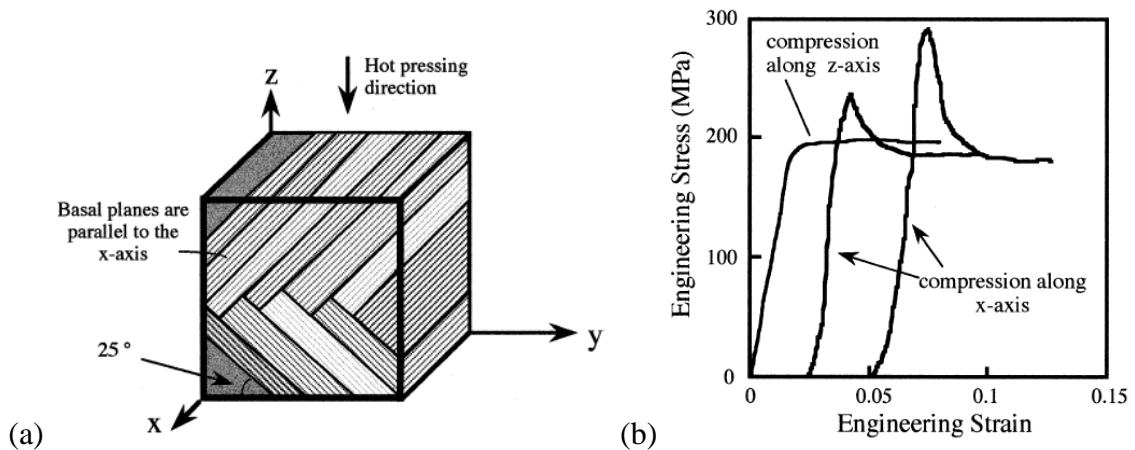 z
Hot pressing
direction
Basal planes are
parallel to the
x-axis
25 °
y
x
(a)
300
200
100
0
Engineering Stress (MPa)
compression
along z-axis
compression along
x-axis
0
0.05
0.1
0.15
Engineering Strain
(b)